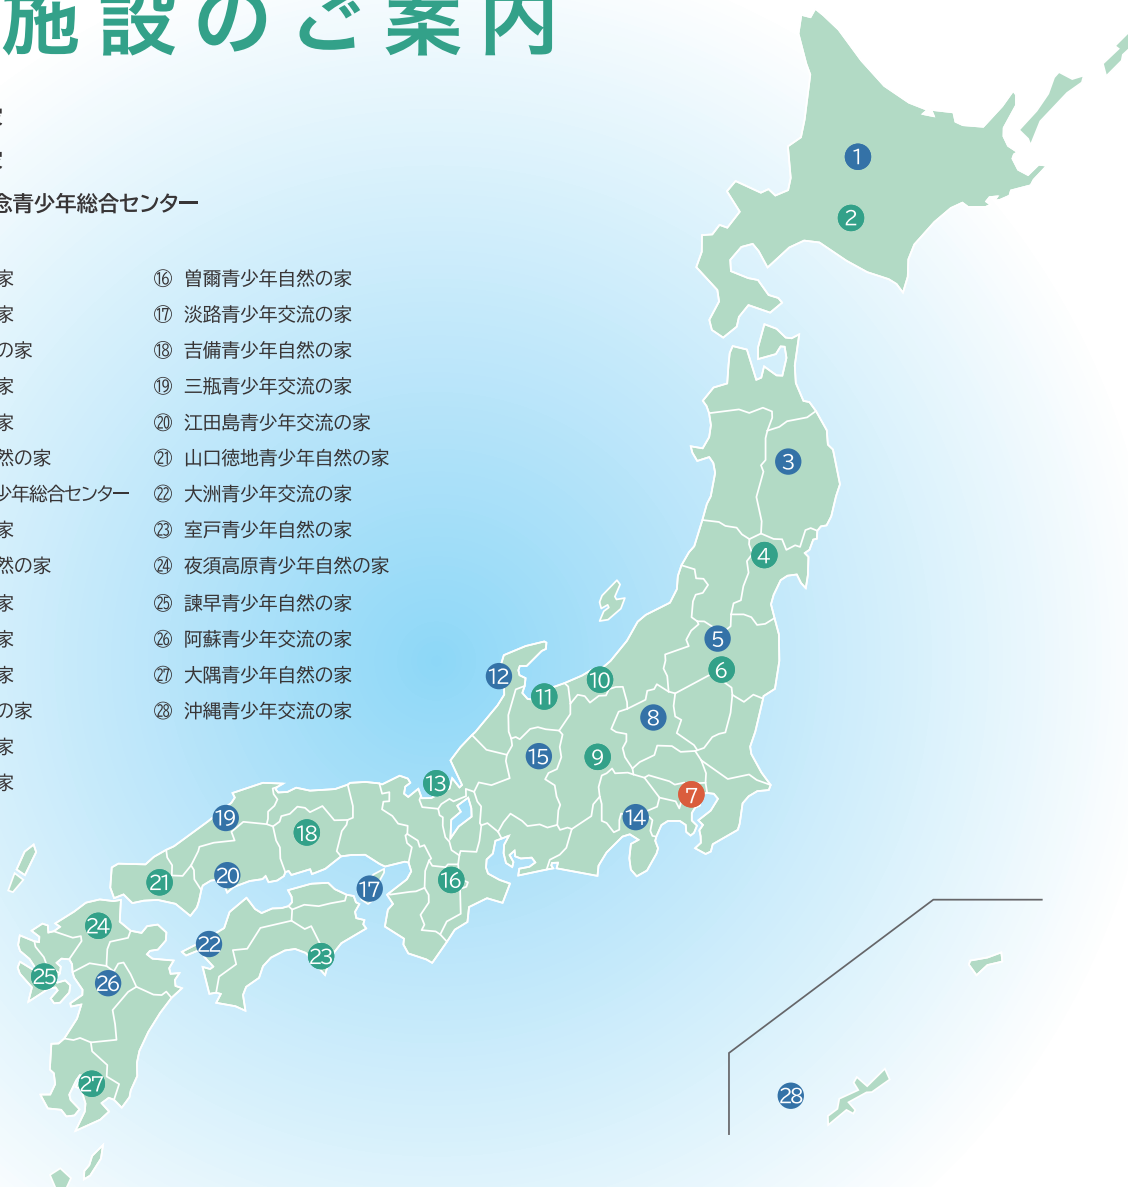 施設のご案内
念青少年総合センター
家
家
の家
家
家
然の家
少年総合センター
家
然の家
家
家
家
の家
家
家
⑯ 曽爾青少年自然の家
⑰ 淡路青少年交流の家
⑱ 吉備青少年自然の家
⑲ 三瓶青少年交流の家
⑳ 江田島青少年交流の家
㉑ 山口徳地青少年自然の家
㉒ 大洲青少年交流の家
㉓ 室戸青少年自然の家
㉔ 夜須高原青少年自然の家
㉕ 諫早青少年自然の家
㉖ 阿蘇青少年交流の家
㉗ 大隅青少年自然の家
㉘ 沖縄青少年交流の家
1
2
3
4
5
6
12
10
11
8
15
9
13
7
14
19
18
20
21
17
16
24
22
23
25
26
27
28